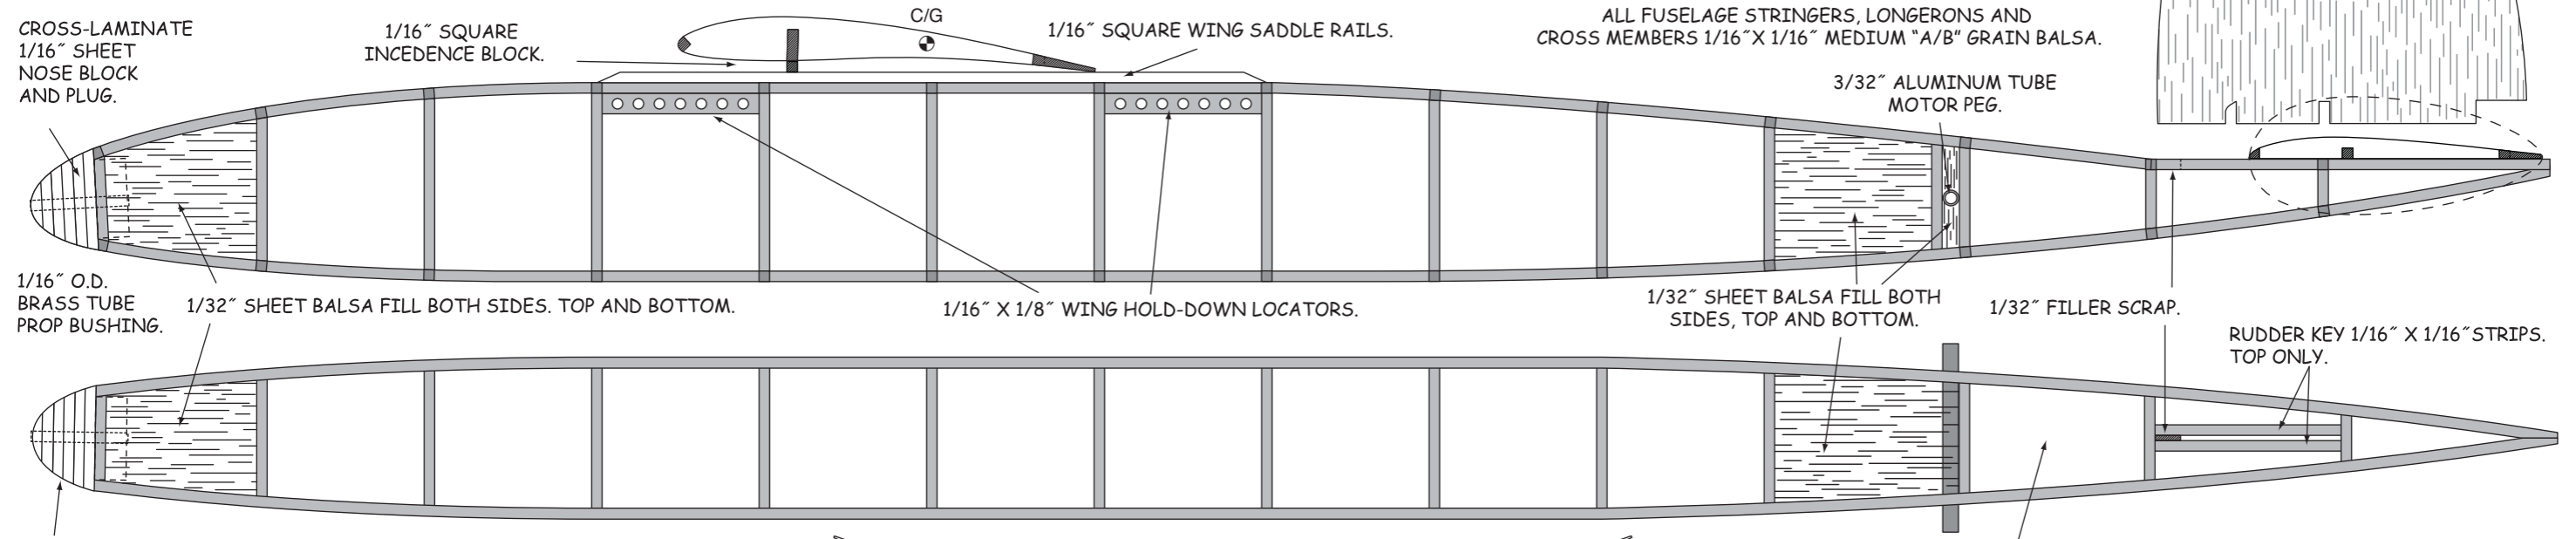 CROSS-LAMINATE
1/16˝ SHEET
NOSE BLOCK
AND PLUG.
1/16˝ SQUARE
INCEDENCE BLOCK.
C/G
1/16˝ SQUARE WING SADDLE RAILS.
ALL FUSELAGE STRINGERS, LONGERONS AND
CROSS MEMBERS 1/16˝X 1/16˝ MEDIUM “A/B” GRAIN BALSA.
3/32˝ ALUMINUM TUBE
MOTOR PEG.
1/16˝ O.D.
BRASS TUBE
PROP BUSHING.
1/32˝ SHEET BALSA FILL BOTH SIDES. TOP AND BOTTOM.
1/16˝ X 1/8˝ WING HOLD-DOWN LOCATORS.
1/32˝ SHEET BALSA FILL BOTH
SIDES, TOP AND BOTTOM.
1/32˝ FILLER SCRAP.
RUDDER KEY 1/16˝ X 1/16˝STRIPS.
TOP ONLY.